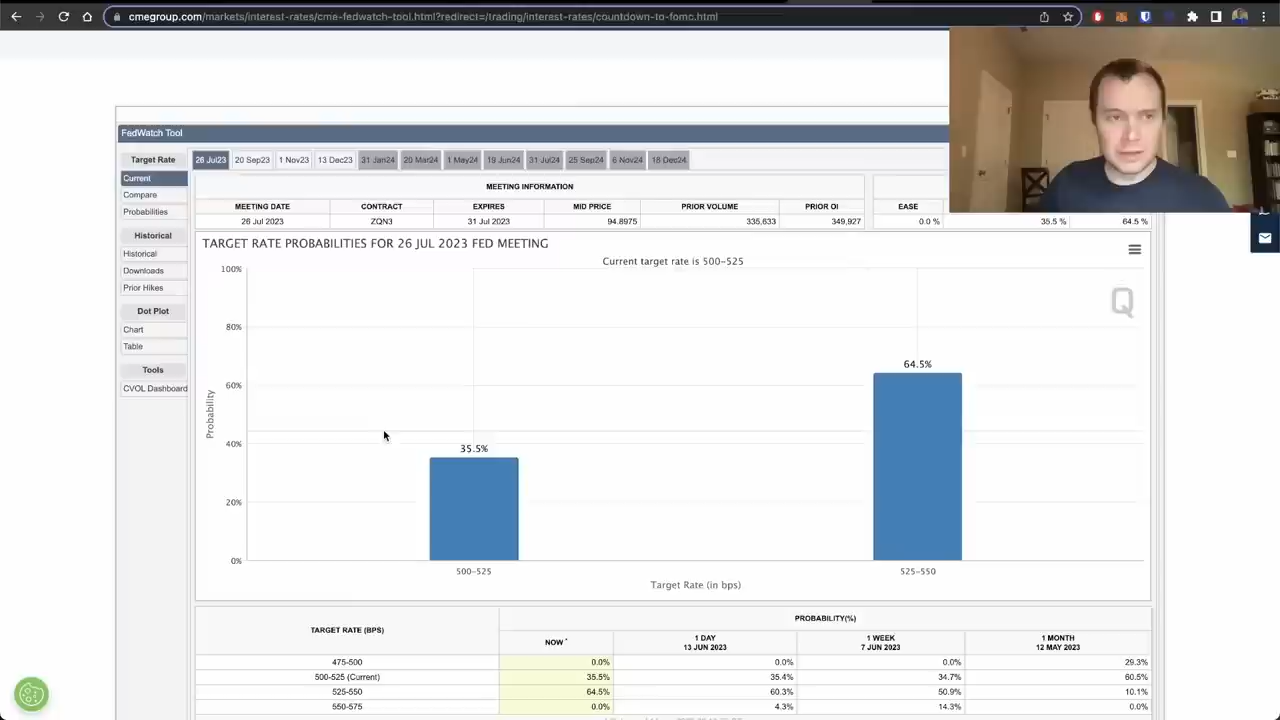 cmegroup.com/markets/interest-rates/cme-fedwatch-tool.html?redirect=/trading/interest-rates/countdown-to-fomc.html
FedWatch Tool
Target Rate
Current
Compare
Probabilities
Historical
Historical
Downloads
Prior Hikes
Dot Plot
Chart
Table
Tools
CVOL Dashboard
26 Jul23 20 Sep23 1 Nov23 13 Dec23 31 Jan24 20 Mar24 1 May24 19 Jun24 31 Jul24 25 Sep24 6 Nov24 18 Dec24
MEETING INFORMATION
MEETING DATE CONTRACT EXPIRES MID PRICE PRIOR VOLUME PRIOR OI EASE
26 Jul 2023 ZQN3 31 Jul 2023 94.8975 335,633 349,927 0.0 % 35.5 % 64.5 %
TARGET RATE PROBABILITIES FOR 26 JUL 2023 FED MEETING
Current target rate is 500–525
Q
Probability
100%
80%
60%
40%
20%
0%
35.5%
64.5%
500–525 525–550
Target Rate (in bps)
TARGET RATE (BPS) PROBABILITY(%)
NOW * 1 DAY 1 WEEK 1 MONTH
13 JUN 2023 7 JUN 2023 12 MAY 2023
475-500 0.0% 0.0% 0.0% 29.3%
500-525 (Current) 35.5% 35.4% 34.7% 60.5%
525-550 64.5% 60.3% 50.9% 10.1%
550-575 0.0% 4.3% 14.3% 0.0%